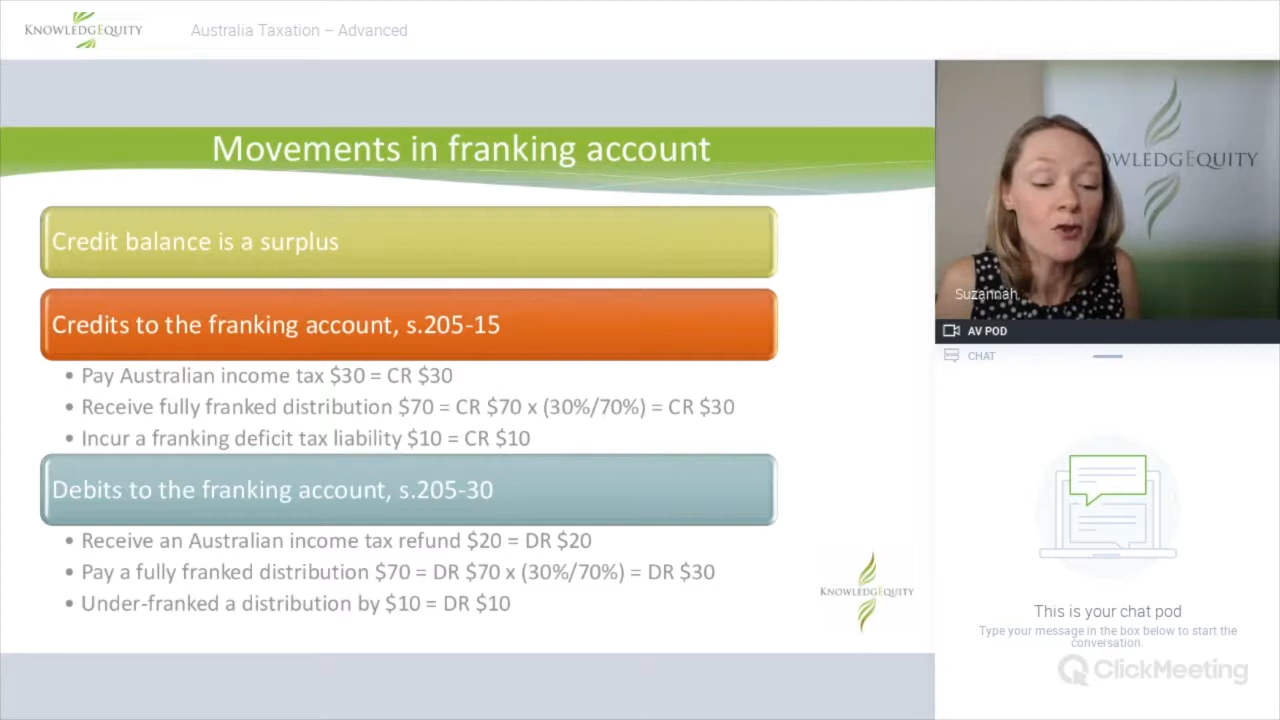 KNOWLEDGEQUITY
Australia Taxation – Advanced
Movements in franking account
Credit balance is a surplus
Credits to the franking account, s.205-15
• Pay Australian income tax $30 = CR $30
• Receive fully franked distribution $70 = CR $70 x (30%/70%) = CR $30
• Incur a franking deficit tax liability $10 = CR $10
Debits to the franking account, s.205-30
• Receive an Australian income tax refund $20 = DR $20
• Pay a fully franked distribution $70 = DR $70 x (30%/70%) = DR $30
• Under-franked a distribution by $10 = DR $10
KNOWLEDGEQUITY
OWLEDGEQUITY
Suzannah
AV POD
CHAT
This is your chat pod
Type your message in the box below to start the
conversation.
ClickMeeting